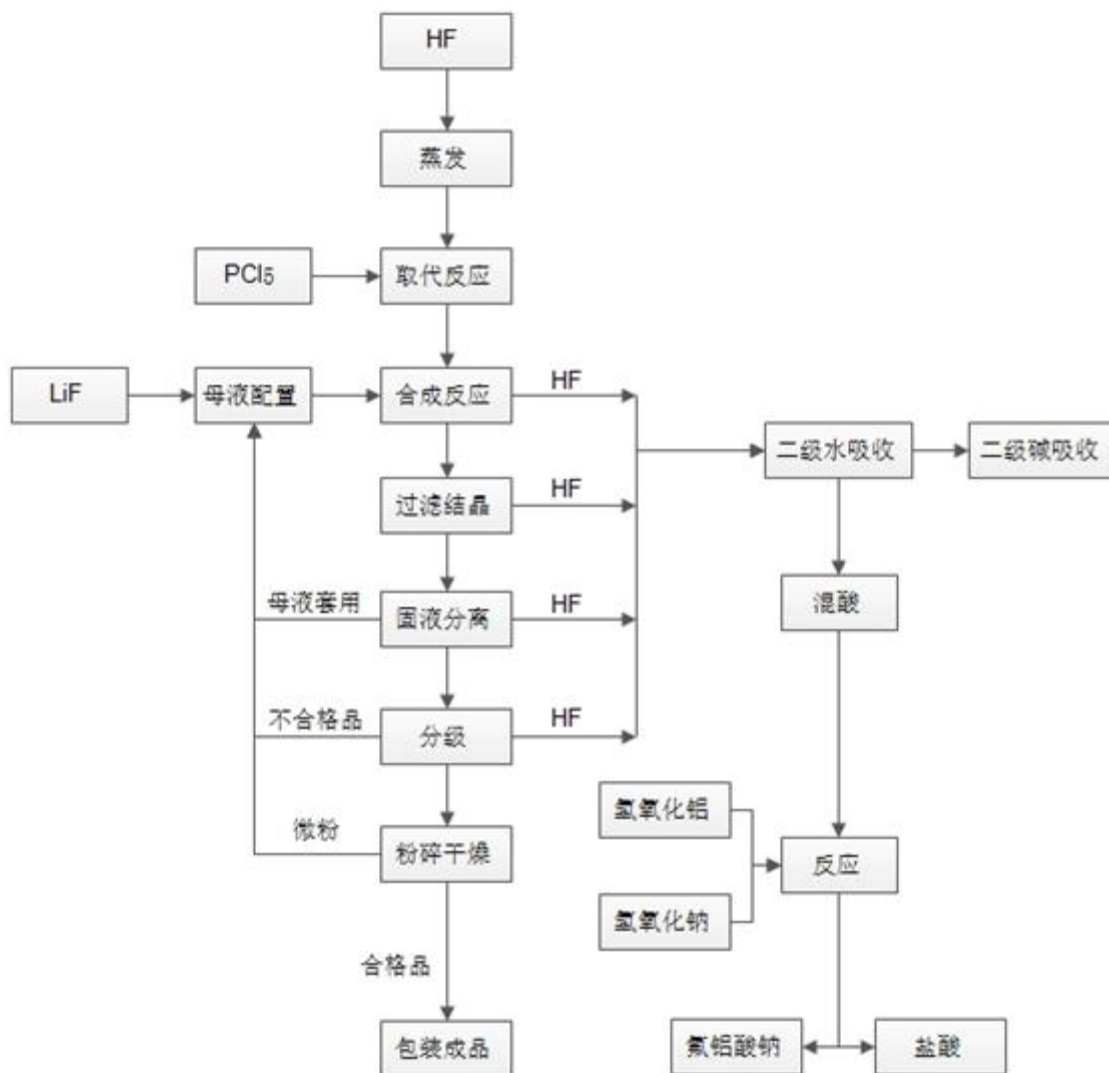 HF
蒸发
PCl5
取代反应
LiF
母液配置
合成反应
HF
二级水吸收
二级碱吸收
过滤结晶
HF
混酸
母液套用
固液分离
HF
不合格品
分级
HF
氢氧化铝
微粉
粉碎干燥
反应
氢氧化钠
合格品
包装成品
氟铝酸钠
盐酸